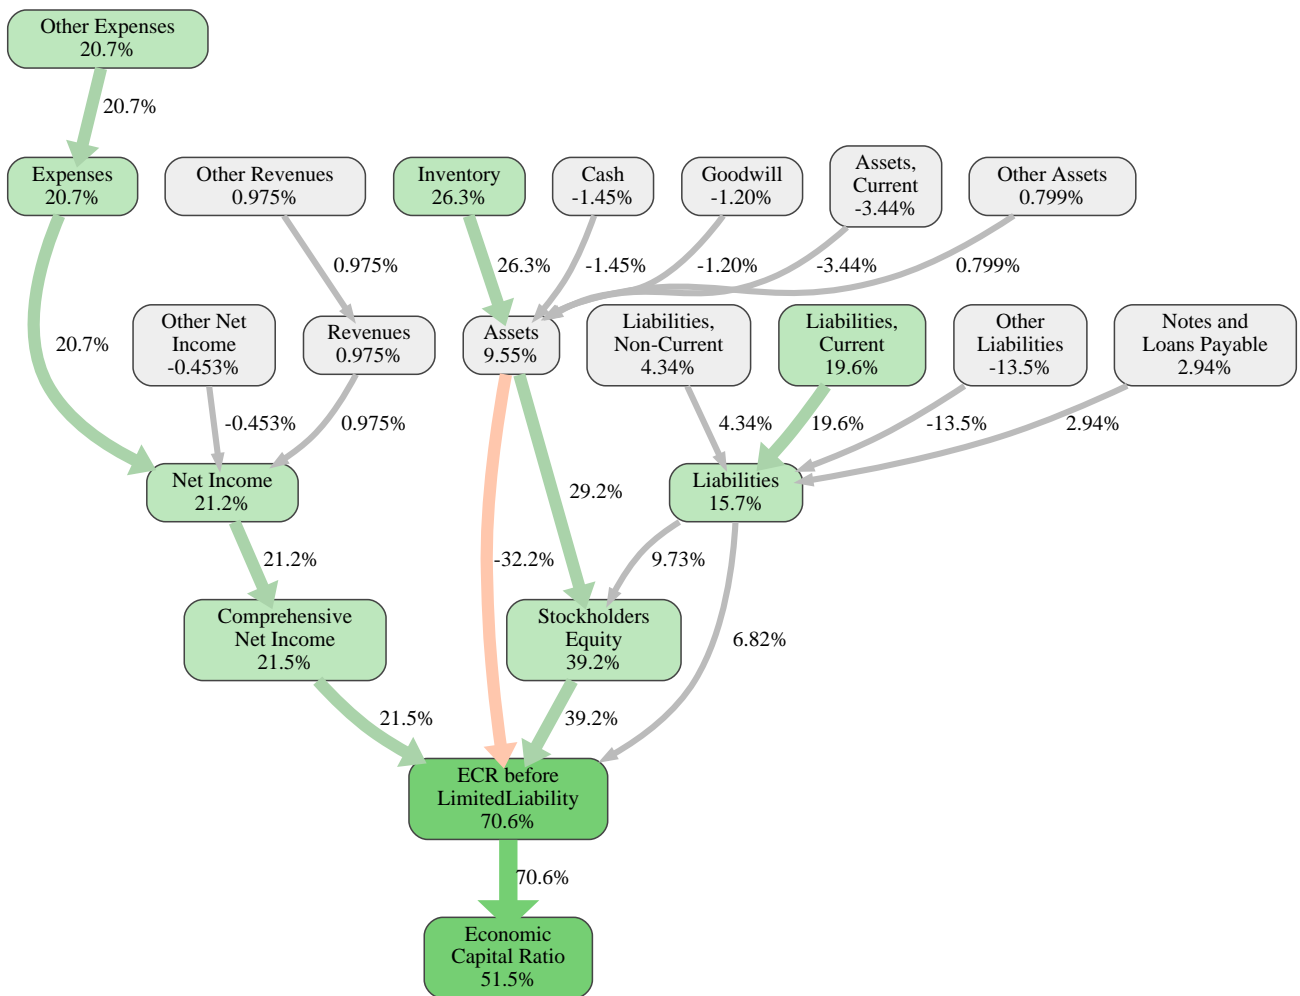 Other Expenses
20.7%
20.7%
Expenses
20.7%
Other Revenues
0.975%
Inventory
26.3%
Cash
-1.45%
Goodwill
-1.20%
Assets,
Current
-3.44%
Other Assets
0.799%
0.975%
26.3%
-1.45%
-1.20%
-3.44%
0.799%
20.7%
Other Net
Income
-0.453%
Revenues
0.975%
Assets
9.55%
Liabilities,
Non-Current
4.34%
Liabilities,
Current
19.6%
Other
Liabilities
-13.5%
Notes and
Loans Payable
2.94%
-0.453%
0.975%
4.34%
19.6%
-13.5%
2.94%
Net Income
21.2%
29.2%
Liabilities
15.7%
21.2%
-32.2%
9.73%
Comprehensive
Net Income
21.5%
Stockholders
Equity
39.2%
6.82%
21.5%
39.2%
ECR before
LimitedLiability
70.6%
70.6%
Economic
Capital Ratio
51.5%